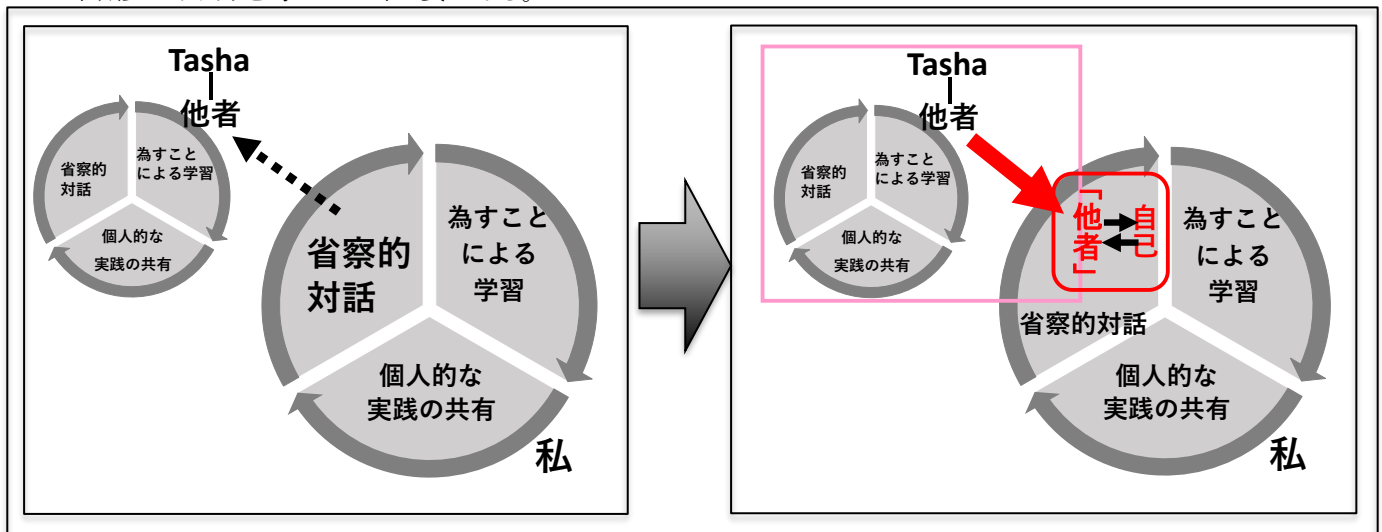 Tasha
他者
省察的
対話
為すこと
による学習
個人的な
実践の共有
省察的
対話
為すこと
による
学習
個人的な
実践の共有
私
Tasha
他者
省察的
対話
為すこと
による学習
個人的な
実践の共有
「他者」
自己
為すこと
による
学習
省察的対話
個人的な
実践の共有
私